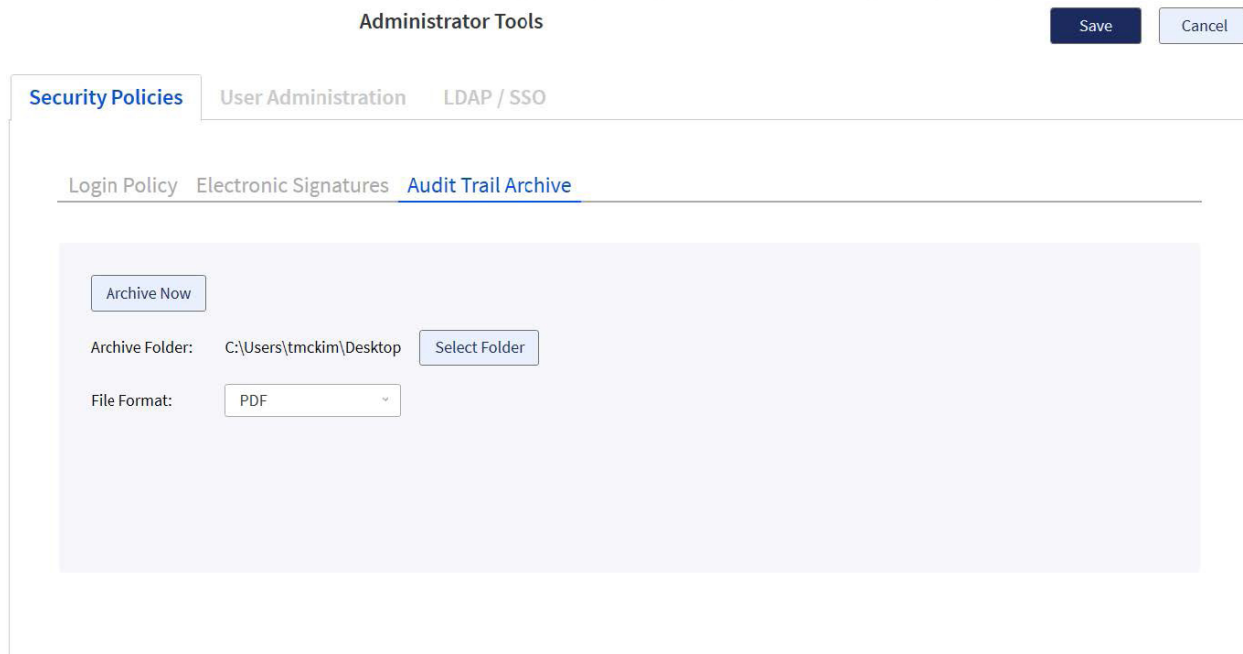 Administrator Tools
Save Cancel
Security Policies User Administration LDAP / SSO
Login Policy Electronic Signatures Audit Trail Archive
Archive Now
Archive Folder: C:\Users\tmckim\Desktop Select Folder
File Format: PDF